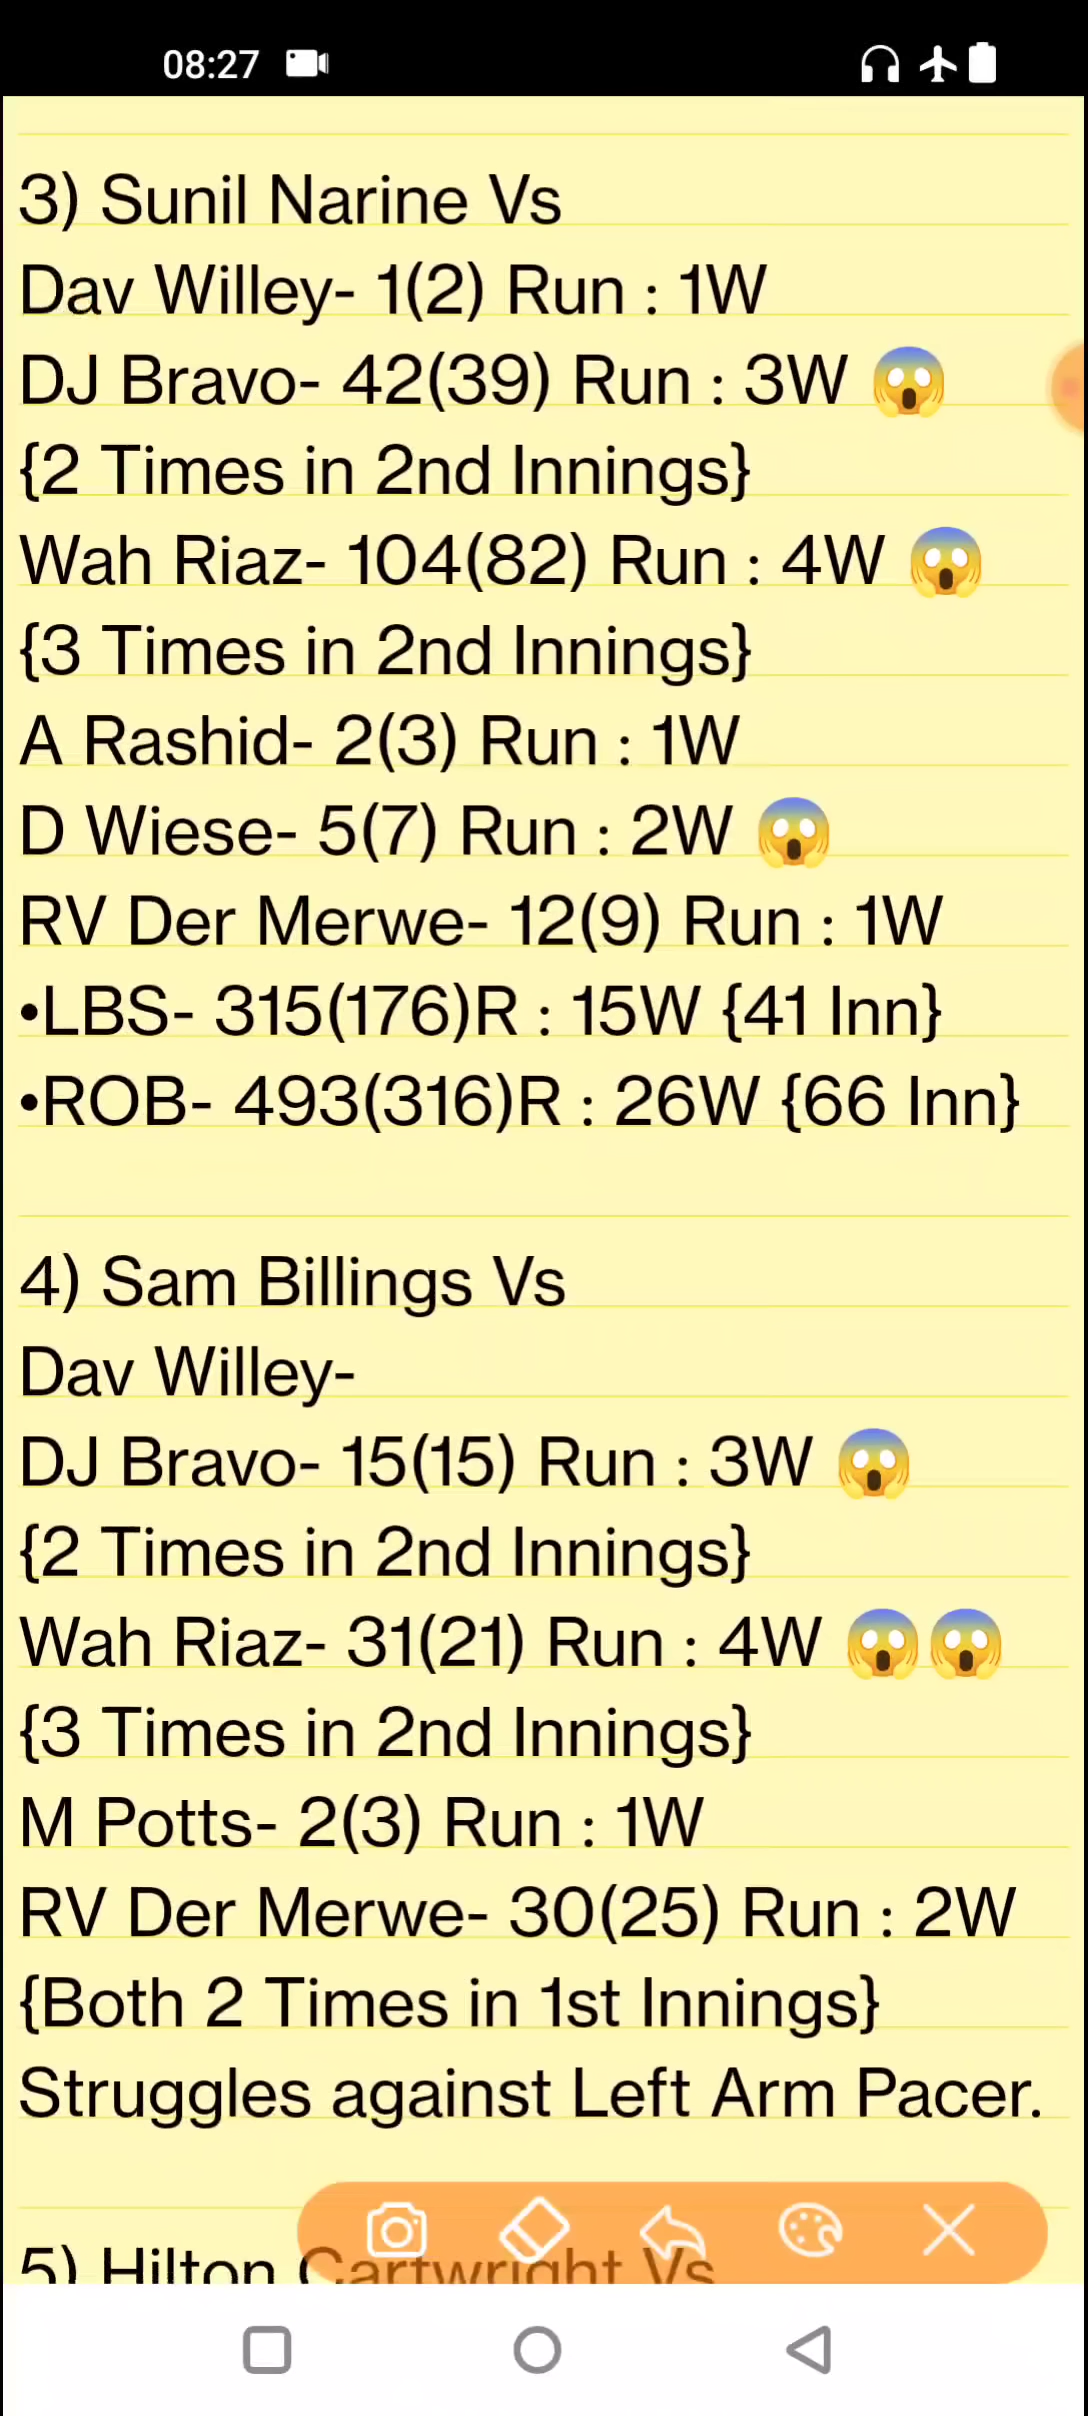 08:27
3) Sunil Narine Vs
Dav Willey- 1(2) Run : 1W
DJ Bravo- 42(39) Run : 3W 😱
{2 Times in 2nd Innings}
Wah Riaz- 104(82) Run : 4W 😱
{3 Times in 2nd Innings}
A Rashid- 2(3) Run : 1W
D Wiese- 5(7) Run : 2W 😱
RV Der Merwe- 12(9) Run : 1W
•LBS- 315(176)R : 15W {41 Inn}
•ROB- 493(316)R : 26W {66 Inn}
4) Sam Billings Vs
Dav Willey-
DJ Bravo- 15(15) Run : 3W 😱
{2 Times in 2nd Innings}
Wah Riaz- 31(21) Run : 4W 😱😱
{3 Times in 2nd Innings}
M Potts- 2(3) Run : 1W
RV Der Merwe- 30(25) Run : 2W
{Both 2 Times in 1st Innings}
Struggles against Left Arm Pacer.
5) Hilton Cartwright Vs